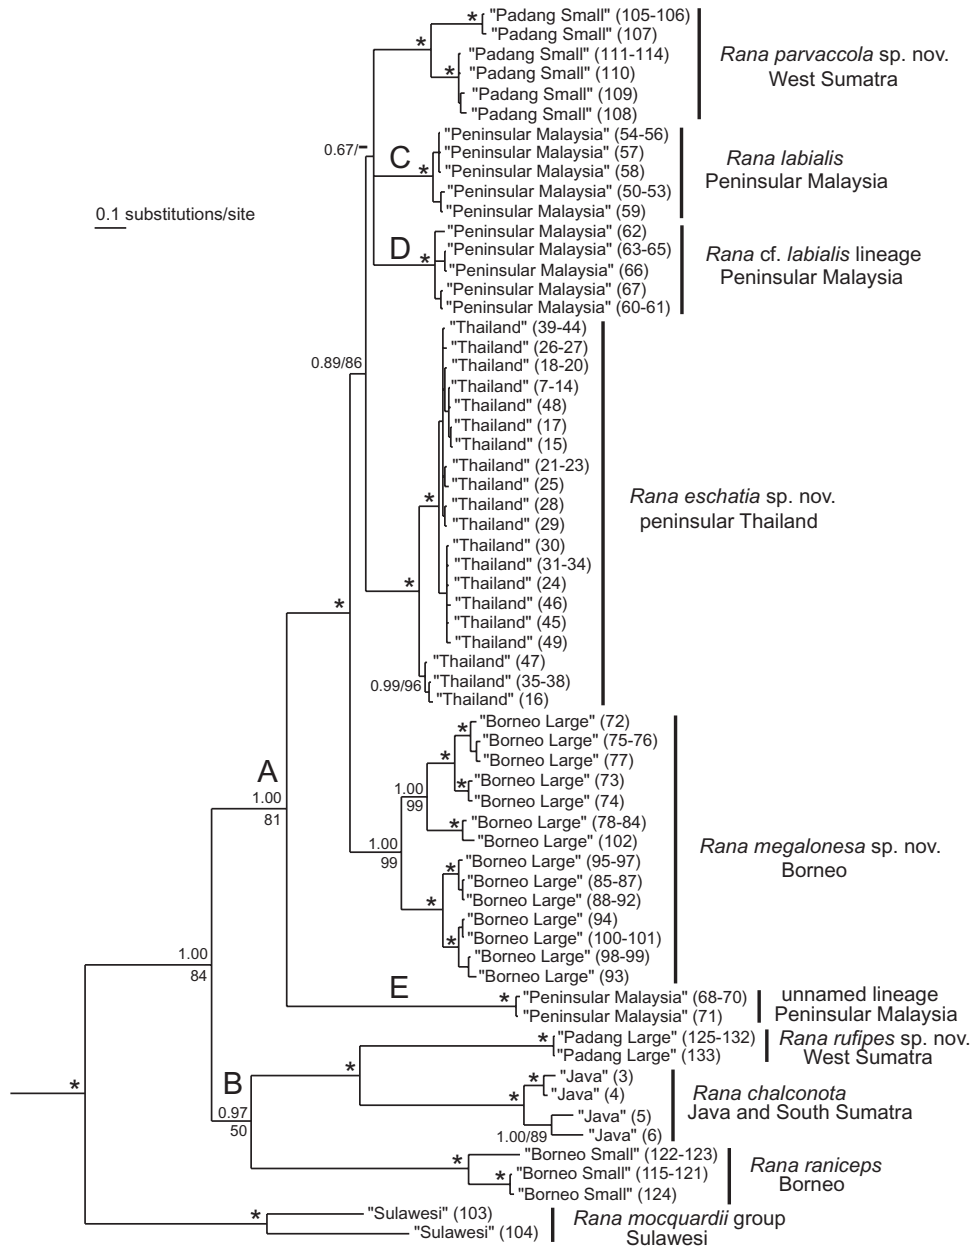 "Padang Small" (105-106)
"Padang Small" (107)
"Padang Small" (111-114)
"Padang Small" (110)
"Padang Small" (109)
"Padang Small" (108)
Rana parvaccola sp. nov.
West Sumatra
0.67/-
C
"Peninsular Malaysia" (54-56)
"Peninsular Malaysia" (57)
"Peninsular Malaysia" (58)
"Peninsular Malaysia" (50-53)
"Peninsular Malaysia" (59)
Rana labialis
Peninsular Malaysia
0.1 substitutions/site
D
"Peninsular Malaysia" (62)
"Peninsular Malaysia" (63-65)
"Peninsular Malaysia" (66)
"Peninsular Malaysia" (67)
"Peninsular Malaysia" (60-61)
Rana cf. labialis lineage
Peninsular Malaysia
0.89/86
"Thailand" (39-44)
"Thailand" (26-27)
"Thailand" (18-20)
"Thailand" (7-14)
"Thailand" (48)
"Thailand" (17)
"Thailand" (15)
"Thailand" (21-23)
"Thailand" (25)
"Thailand" (28)
"Thailand" (29)
"Thailand" (30)
"Thailand" (31-34)
"Thailand" (24)
"Thailand" (46)
"Thailand" (45)
"Thailand" (49)
"Thailand" (47)
0.99/96
"Thailand" (35-38)
"Thailand" (16)
Rana eschatia sp. nov.
peninsular Thailand
A
1.00
81
1.00
99
1.00
99
"Borneo Large" (72)
"Borneo Large" (75-76)
"Borneo Large" (77)
"Borneo Large" (73)
"Borneo Large" (74)
"Borneo Large" (78-84)
"Borneo Large" (102)
"Borneo Large" (95-97)
"Borneo Large" (85-87)
"Borneo Large" (88-92)
"Borneo Large" (94)
"Borneo Large" (100-101)
"Borneo Large" (98-99)
"Borneo Large" (93)
Rana megalonesa sp. nov.
Borneo
1.00
84
E
"Peninsular Malaysia" (68-70)
"Peninsular Malaysia" (71)
unnamed lineage
Peninsular Malaysia
B
0.97
50
"Padang Large" (125-132)
"Padang Large" (133)
Rana rufipes sp. nov.
West Sumatra
"Java" (3)
"Java" (4)
"Java" (5)
1.00/89
"Java" (6)
Rana chalconota
Java and South Sumatra
"Borneo Small" (122-123)
"Borneo Small" (115-121)
"Borneo Small" (124)
Rana raniceps
Borneo
"Sulawesi" (103)
"Sulawesi" (104)
Rana mocquardii group
Sulawesi